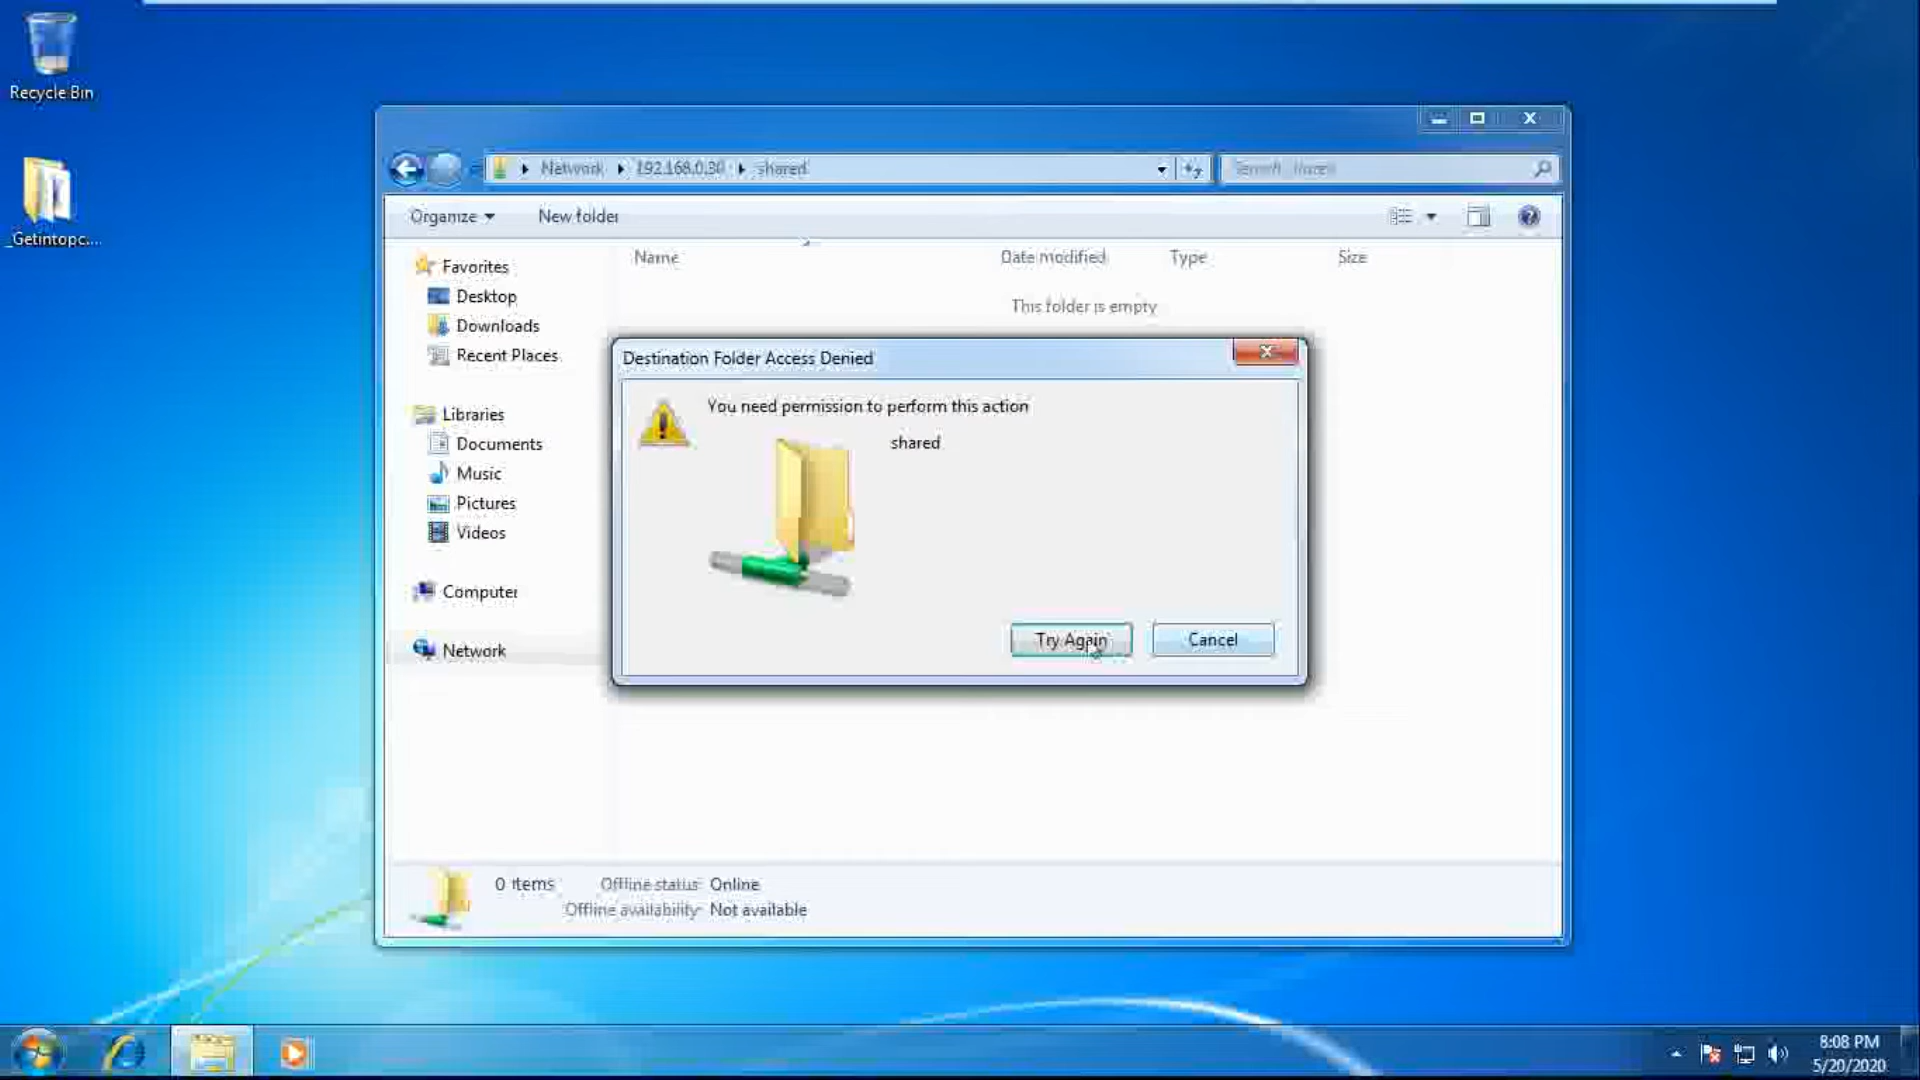 Recycle Bin
_Getintopc....
Network 192.168.0.30 shared
Organize New folder
Favorites
Desktop
Downloads
Recent Places
Libraries
Documents
Music
Pictures
Videos
Computer
Network
Name Date modified Type Size
This folder is empty
Destination Folder Access Denied
You need permission to perform this action
shared
Try Again Cancel
0 items Offline status: Online
Offline availability: Not available
8:08 PM
5/20/2020